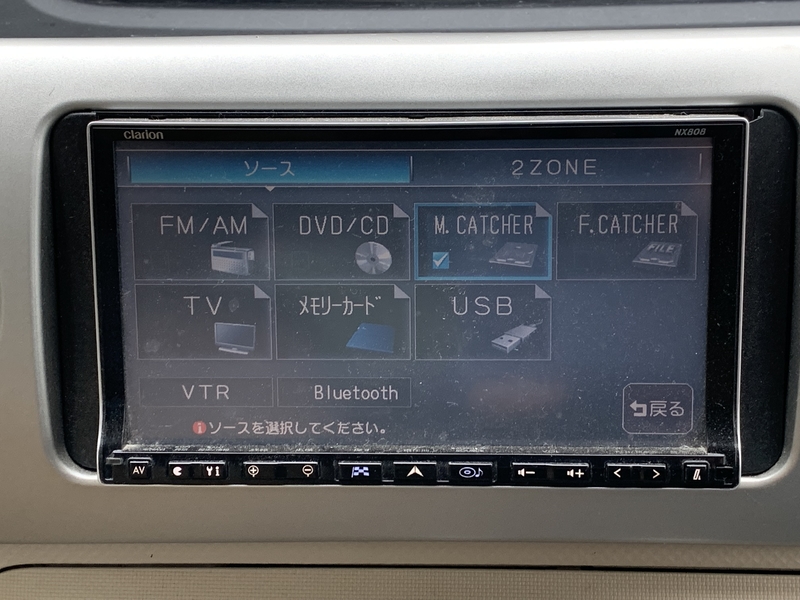 clarion NX808
ソース 2ZONE
FM/AM DVD/CD M.CATCHER F.CATCHER
FILE
TV ﾒﾓﾘｰｶｰﾄﾞ USB
VTR Bluetooth
戻る
ソースを選択してください。
AV